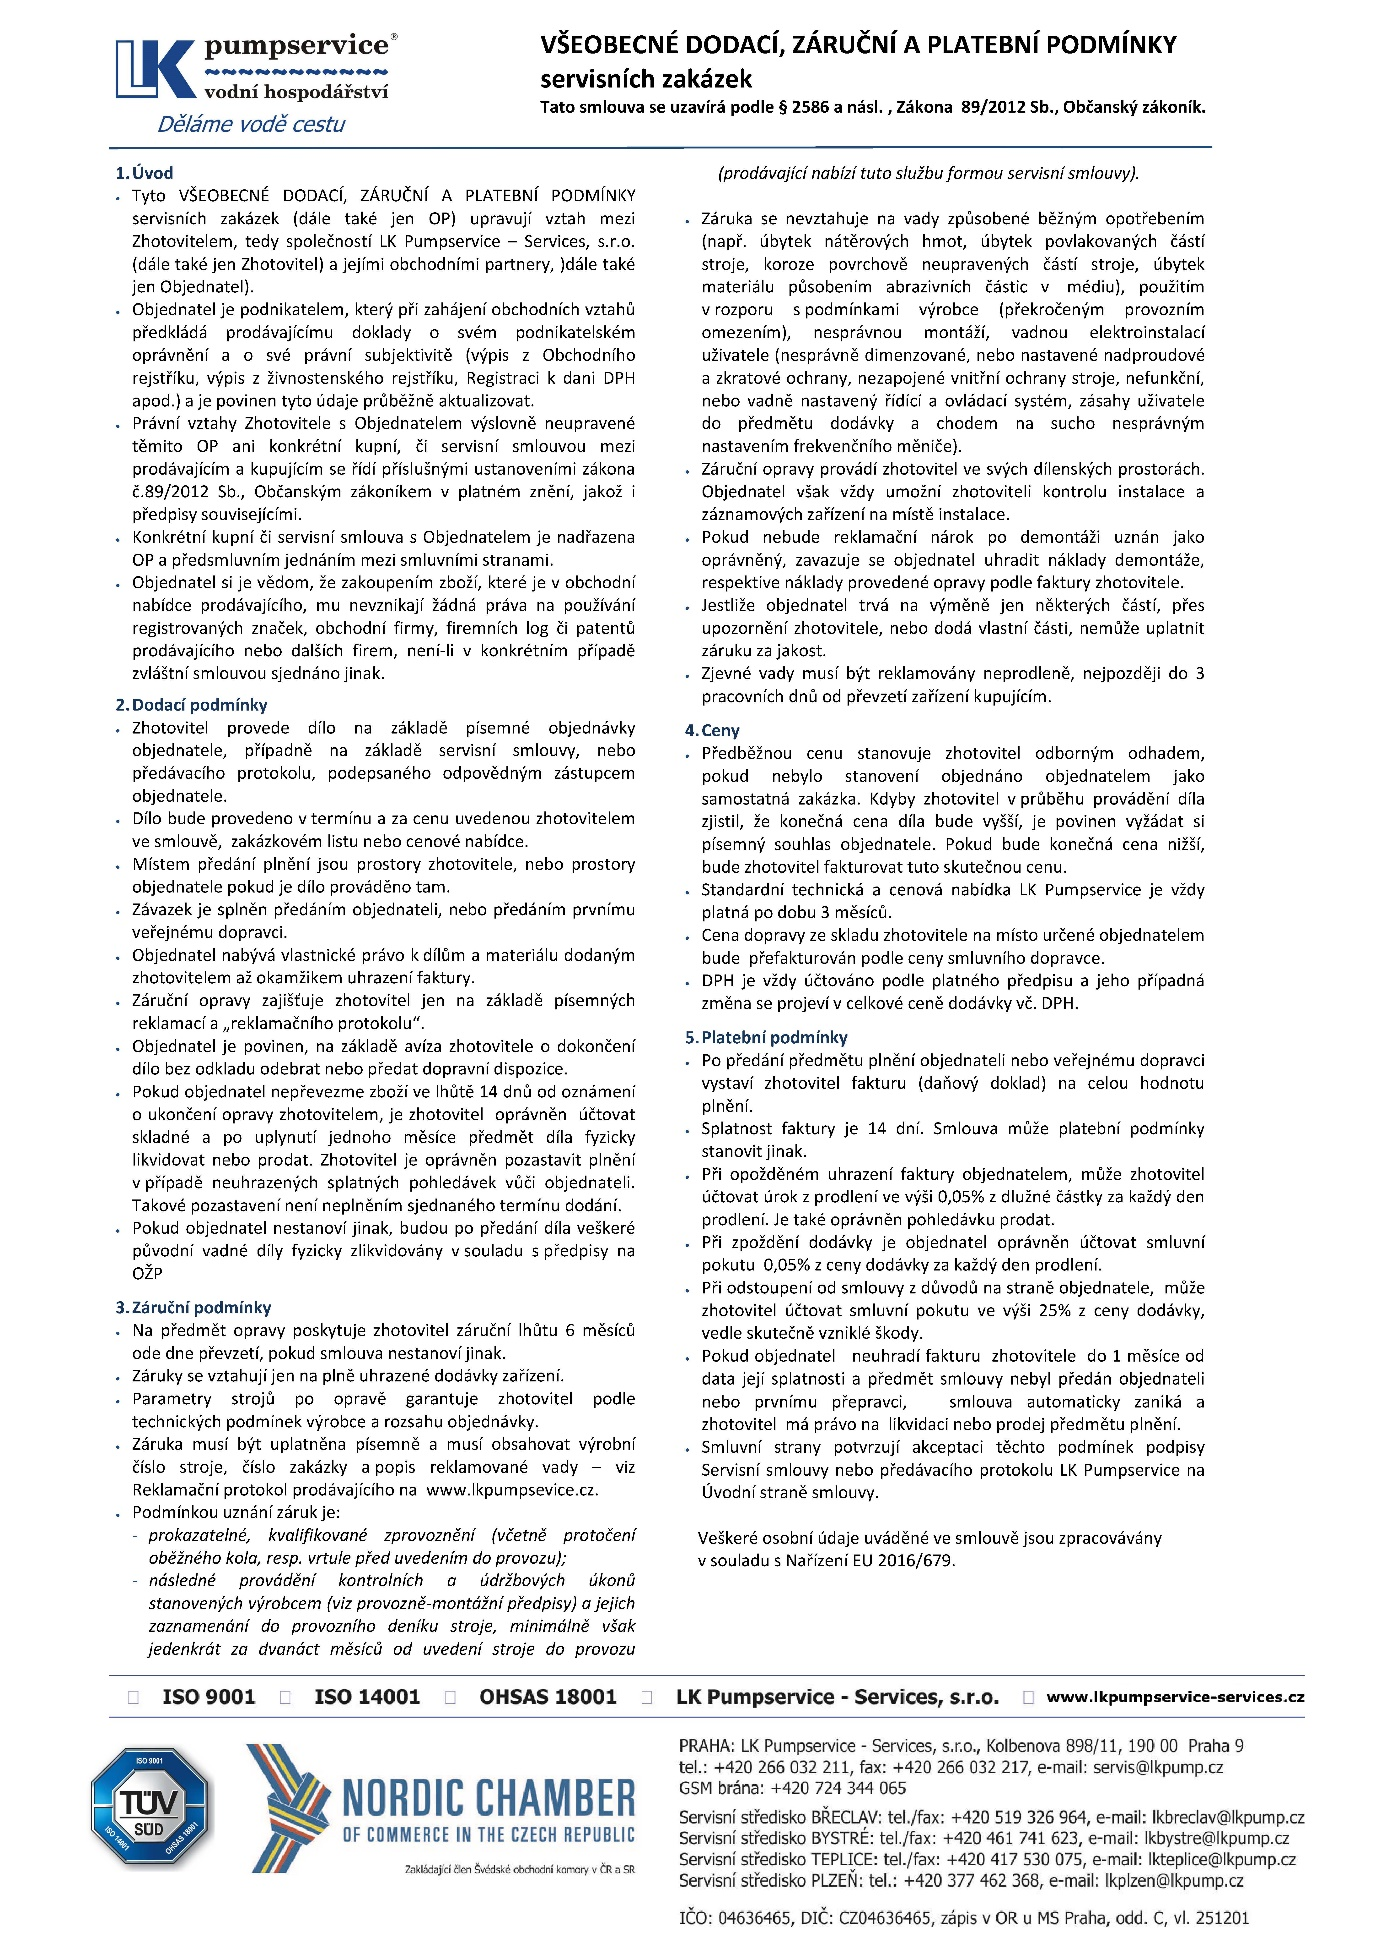 LK pumpservice®
vodní hospodářství
Děláme vodě cestu
VŠEOBECNÉ DODACÍ, ZÁRUČNÍ A PLATEBNÍ PODMÍNKY
servisních zakázek
Tato smlouva se uzavírá podle § 2586 a násl. , Zákona 89/2012 Sb., Občanský zákoník.
1. Úvod
• Tyto VŠEOBECNÉ DODACÍ, ZÁRUČNÍ A PLATEBNÍ PODMÍNKY
servisních zakázek (dále také jen OP) upravují vztah mezi
Zhotovitelem, tedy společností LK Pumpservice – Services, s.r.o.
(dále také jen Zhotovitel) a jejími obchodními partnery, )dále také
jen Objednatel).
• Objednatel je podnikatelem, který při zahájení obchodních vztahů
předkládá prodávajícímu doklady o svém podnikatelském
oprávnění a o své právní subjektivitě (výpis z Obchodního
rejstříku, výpis z živnostenského rejstříku, Registraci k dani DPH
apod.) a je povinen tyto údaje průběžně aktualizovat.
• Právní vztahy Zhotovitele s Objednatelem výslovně neupravené
těmito OP ani konkrétní kupní, či servisní smlouvou mezi
prodávajícím a kupujícím se řídí příslušnými ustanoveními zákona
č.89/2012 Sb., Občanským zákoníkem v platném znění, jakož i
předpisy souvisejícími.
• Konkrétní kupní či servisní smlouva s Objednatelem je nadřazena
OP a předsmluvním jednáním mezi smluvními stranami.
• Objednatel si je vědom, že zakoupením zboží, které je v obchodní
nabídce prodávajícího, mu nevznikají žádná práva na používání
registrovaných značek, obchodní firmy, firemních log či patentů
prodávajícího nebo dalších firem, není-li v konkrétním případě
zvláštní smlouvou sjednáno jinak.
2. Dodací podmínky
• Zhotovitel provede dílo na základě písemné objednávky
objednatele, případně na základě servisní smlouvy, nebo
předávacího protokolu, podepsaného odpovědným zástupcem
objednatele.
• Dílo bude provedeno v termínu a za cenu uvedenou zhotovitelem
ve smlouvě, zakázkovém listu nebo cenové nabídce.
• Místem předání plnění jsou prostory zhotovitele, nebo prostory
objednatele pokud je dílo prováděno tam.
• Závazek je splněn předáním objednateli, nebo předáním prvnímu
veřejnému dopravci.
• Objednatel nabývá vlastnické právo k dílům a materiálu dodaným
zhotovitelem až okamžikem uhrazení faktury.
• Záruční opravy zajišťuje zhotovitel jen na základě písemných
reklamací a „reklamačního protokolu“.
• Objednatel je povinen, na základě avíza zhotovitele o dokončení
dílo bez odkladu odebrat nebo předat dopravní dispozice.
• Pokud objednatel nepřevezme zboží ve lhůtě 14 dnů od oznámení
o ukončení opravy zhotovitelem, je zhotovitel oprávněn účtovat
skladné a po uplynutí jednoho měsíce předmět díla fyzicky
likvidovat nebo prodat. Zhotovitel je oprávněn pozastavit plnění
v případě neuhrazených splatných pohledávek vůči objednateli.
Takové pozastavení není neplněním sjednaného termínu dodání.
• Pokud objednatel nestanoví jinak, budou po předání díla veškeré
původní vadné díly fyzicky zlikvidovány v souladu s předpisy na
OŽP
3. Záruční podmínky
• Na předmět opravy poskytuje zhotovitel záruční lhůtu 6 měsíců
ode dne převzetí, pokud smlouva nestanoví jinak.
• Záruky se vztahují jen na plně uhrazené dodávky zařízení.
• Parametry strojů po opravě garantuje zhotovitel podle
technických podmínek výrobce a rozsahu objednávky.
• Záruka musí být uplatněna písemně a musí obsahovat výrobní
číslo stroje, číslo zakázky a popis reklamované vady – viz
Reklamační protokol prodávajícího na www.lkpumpsevice.cz.
• Podmínkou uznání záruk je:
- prokazatelné, kvalifikované zprovoznění (včetně protočení
oběžného kola, resp. vrtule před uvedením do provozu);
- následné provádění kontrolních a údržbových úkonů
stanovených výrobcem (viz provozně-montážní předpisy) a jejich
zaznamenání do provozního deníku stroje, minimálně však
jedenkrát za dvanáct měsíců od uvedení stroje do provozu
(prodávající nabízí tuto službu formou servisní smlouvy).
• Záruka se nevztahuje na vady způsobené běžným opotřebením
(např. úbytek nátěrových hmot, úbytek povlakovaných částí
stroje, koroze povrchově neupravených částí stroje, úbytek
materiálu působením abrazivních částic v médiu), použitím
v rozporu s podmínkami výrobce (překročeným provozním
omezením), nesprávnou montáží, vadnou elektroinstalací
uživatele (nesprávně dimenzované, nebo nastavené nadproudové
a zkratové ochrany, nezapojené vnitřní ochrany stroje, nefunkční,
nebo vadně nastavený řídící a ovládací systém, zásahy uživatele
do předmětu dodávky a chodem na sucho nesprávným
nastavením frekvenčního měniče).
• Záruční opravy provádí zhotovitel ve svých dílenských prostorách.
Objednatel však vždy umožní zhotoviteli kontrolu instalace a
záznamových zařízení na místě instalace.
• Pokud nebude reklamační nárok po demontáži uznán jako
oprávněný, zavazuje se objednatel uhradit náklady demontáže,
respektive náklady provedené opravy podle faktury zhotovitele.
• Jestliže objednatel trvá na výměně jen některých částí, přes
upozornění zhotovitele, nebo dodá vlastní části, nemůže uplatnit
záruku za jakost.
• Zjevné vady musí být reklamovány neprodleně, nejpozději do 3
pracovních dnů od převzetí zařízení kupujícím.
4. Ceny
• Předběžnou cenu stanovuje zhotovitel odborným odhadem,
pokud nebylo stanovení objednáno objednatelem jako
samostatná zakázka. Kdyby zhotovitel v průběhu provádění díla
zjistil, že konečná cena díla bude vyšší, je povinen vyžádat si
písemný souhlas objednatele. Pokud bude konečná cena nižší,
bude zhotovitel fakturovat tuto skutečnou cenu.
• Standardní technická a cenová nabídka LK Pumpservice je vždy
platná po dobu 3 měsíců.
• Cena dopravy ze skladu zhotovitele na místo určené objednatelem
bude přefakturován podle ceny smluvního dopravce.
• DPH je vždy účtováno podle platného předpisu a jeho případná
změna se projeví v celkové ceně dodávky vč. DPH.
5. Platební podmínky
• Po předání předmětu plnění objednateli nebo veřejnému dopravci
vystaví zhotovitel fakturu (daňový doklad) na celou hodnotu
plnění.
• Splatnost faktury je 14 dní. Smlouva může platební podmínky
stanovit jinak.
• Při opožděném uhrazení faktury objednatelem, může zhotovitel
účtovat úrok z prodlení ve výši 0,05% z dlužné částky za každý den
prodlení. Je také oprávněn pohledávku prodat.
• Při zpoždění dodávky je objednatel oprávněn účtovat smluvní
pokutu 0,05% z ceny dodávky za každý den prodlení.
• Při odstoupení od smlouvy z důvodů na straně objednatele, může
zhotovitel účtovat smluvní pokutu ve výši 25% z ceny dodávky,
vedle skutečně vzniklé škody.
• Pokud objednatel neuhradí fakturu zhotovitele do 1 měsíce od
data její splatnosti a předmět smlouvy nebyl předán objednateli
nebo prvnímu přepravci, smlouva automaticky zaniká a
zhotovitel má právo na likvidaci nebo prodej předmětu plnění.
• Smluvní strany potvrzují akceptaci těchto podmínek podpisy
Servisní smlouvy nebo předávacího protokolu LK Pumpservice na
Úvodní straně smlouvy.
Veškeré osobní údaje uváděné ve smlouvě jsou zpracovávány
v souladu s Nařízení EU 2016/679.
ISO 9001 ISO 14001 OHSAS 18001 LK Pumpservice - Services, s.r.o. www.lkpumpservice-services.cz
ISO 9001
TÜV
SÜD
ISO 14001
OHSAS 18001
NORDIC CHAMBER
OF COMMERCE IN THE CZECH REPUBLIC
Zakládající člen Švédské obchodní komory v ČR a SR
PRAHA: LK Pumpservice - Services, s.r.o., Kolbenova 898/11, 190 00 Praha 9
tel.: +420 266 032 211, fax: +420 266 032 217, e-mail: servis@lkpump.cz
GSM brána: +420 724 344 065
Servisní středisko BŘECLAV: tel./fax: +420 519 326 964, e-mail: lkbreclav@lkpump.cz
Servisní středisko BYSTRÉ: tel./fax: +420 461 741 623, e-mail: lkbystre@lkpump.cz
Servisní středisko TEPLICE: tel./fax: +420 417 530 075, e-mail: lkteplice@lkpump.cz
Servisní středisko PLZEŇ: tel.: +420 377 462 368, e-mail: lkplzen@lkpump.cz
IČO: 04636465, DIČ: CZ04636465, zápis v OR u MS Praha, odd. C, vl. 251201